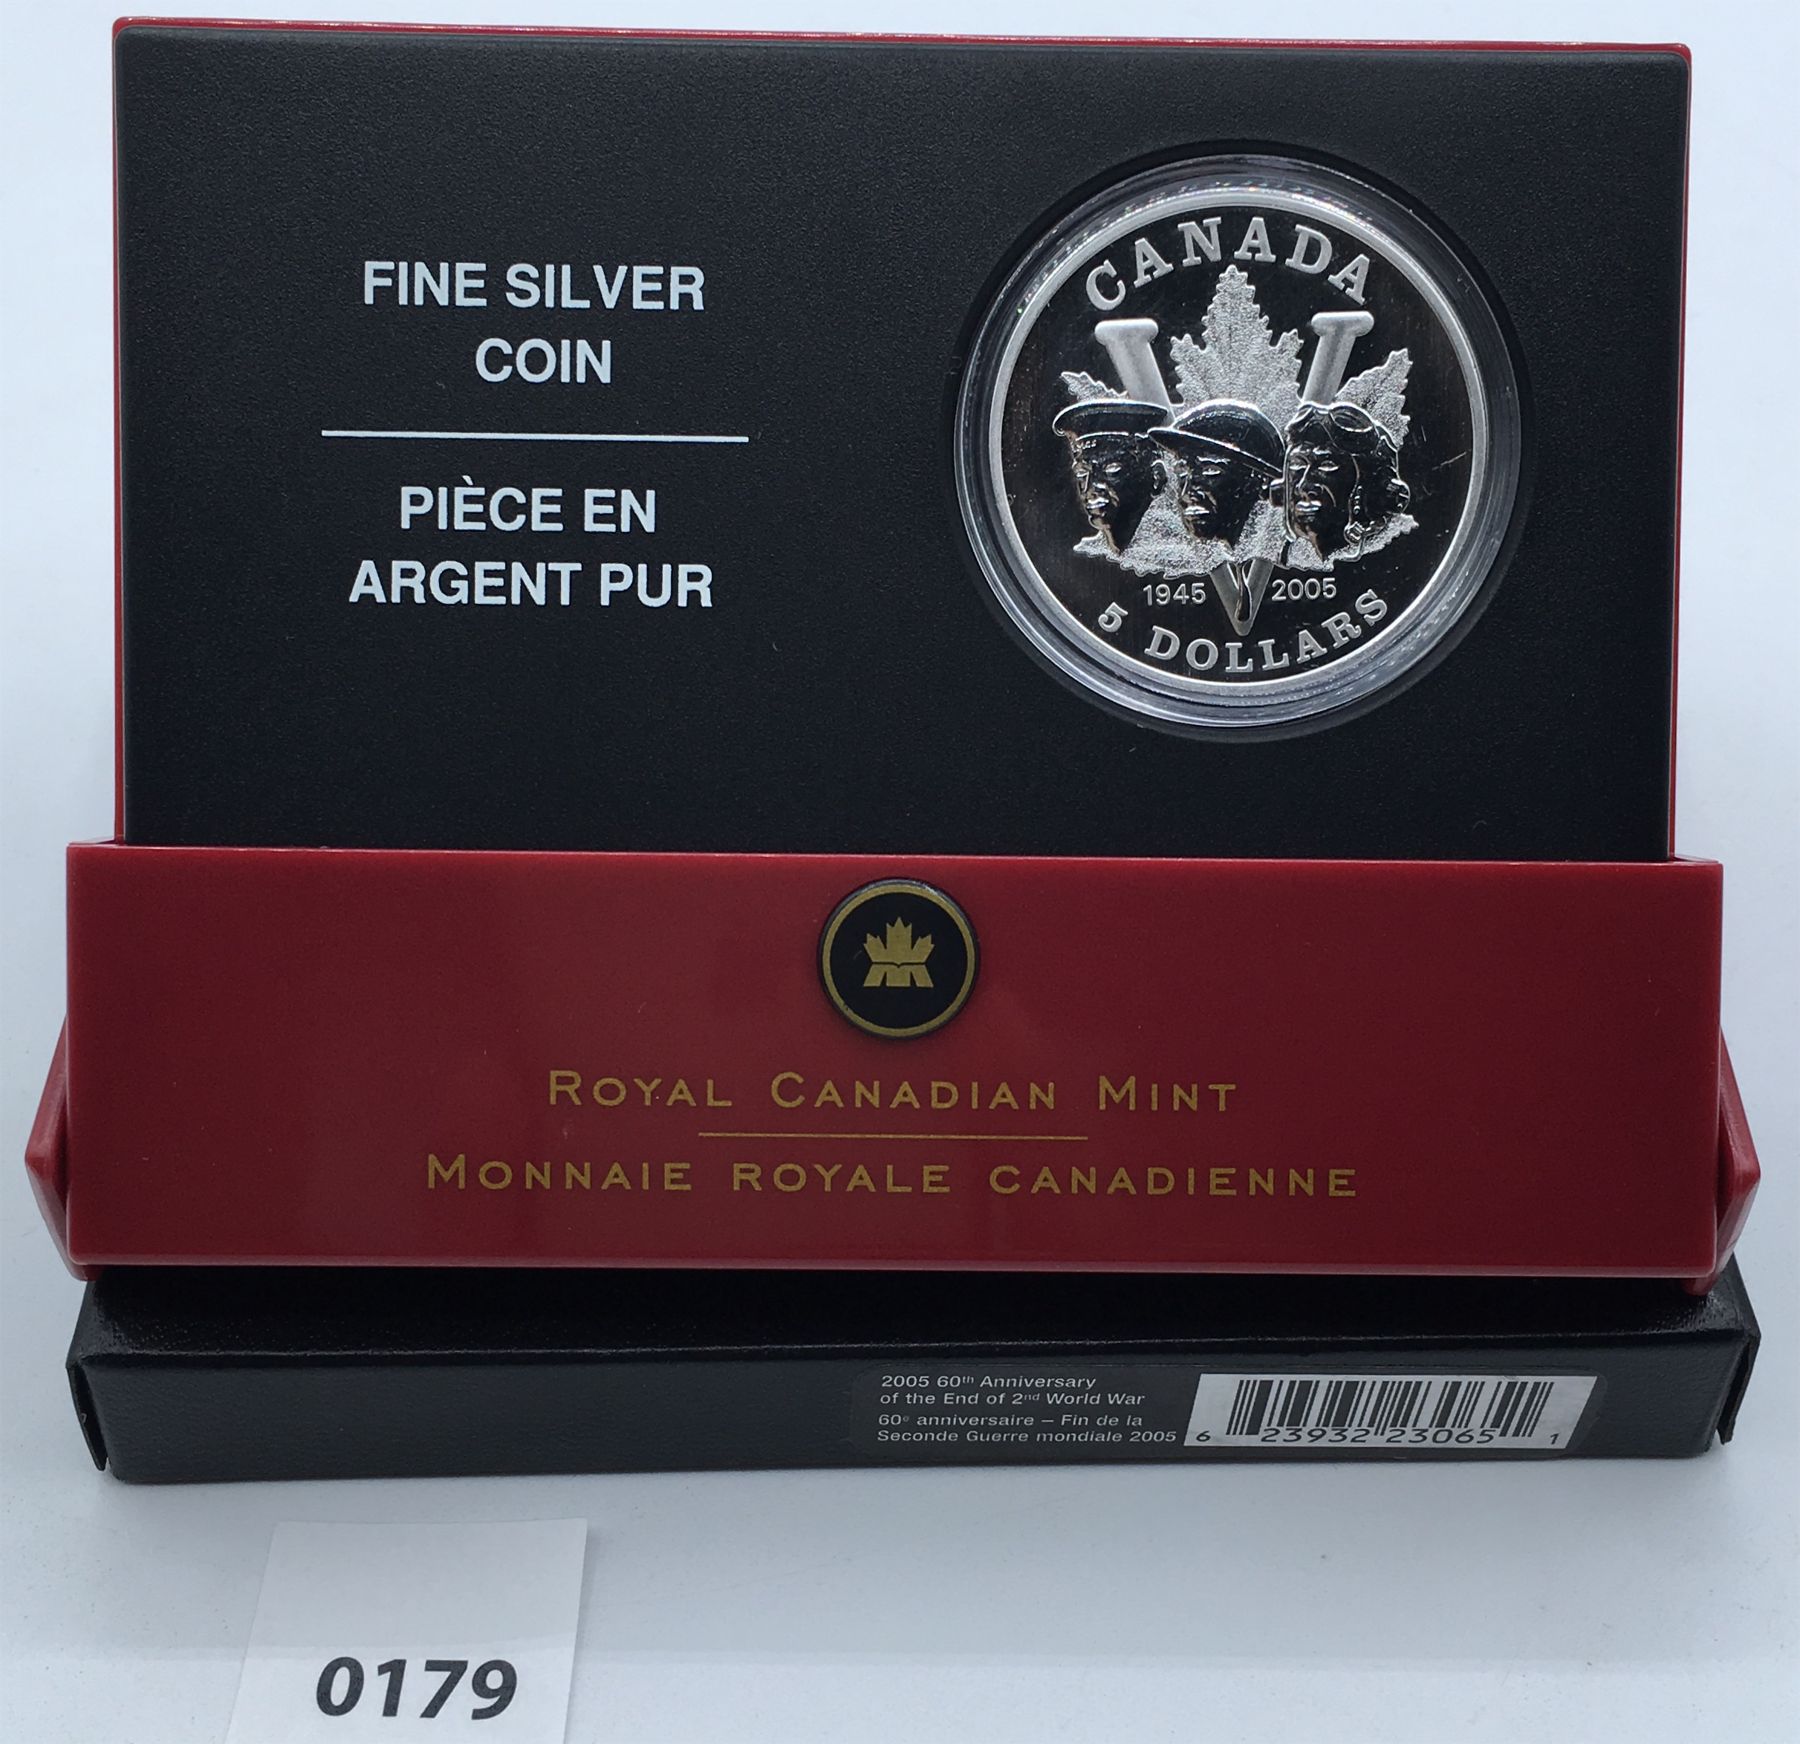 FINE SILVER
COIN
PIÈCE EN
ARGENT PUR
CANADA
1945 2005
5 DOLLARS
ROYAL CANADIAN MINT
MONNAIE ROYALE CANADIENNE
2005 60th Anniversary
of the End of 2nd World War
60e anniversaire – Fin de la
Seconde Guerre mondiale 2005
6 23932 23065 1
0179